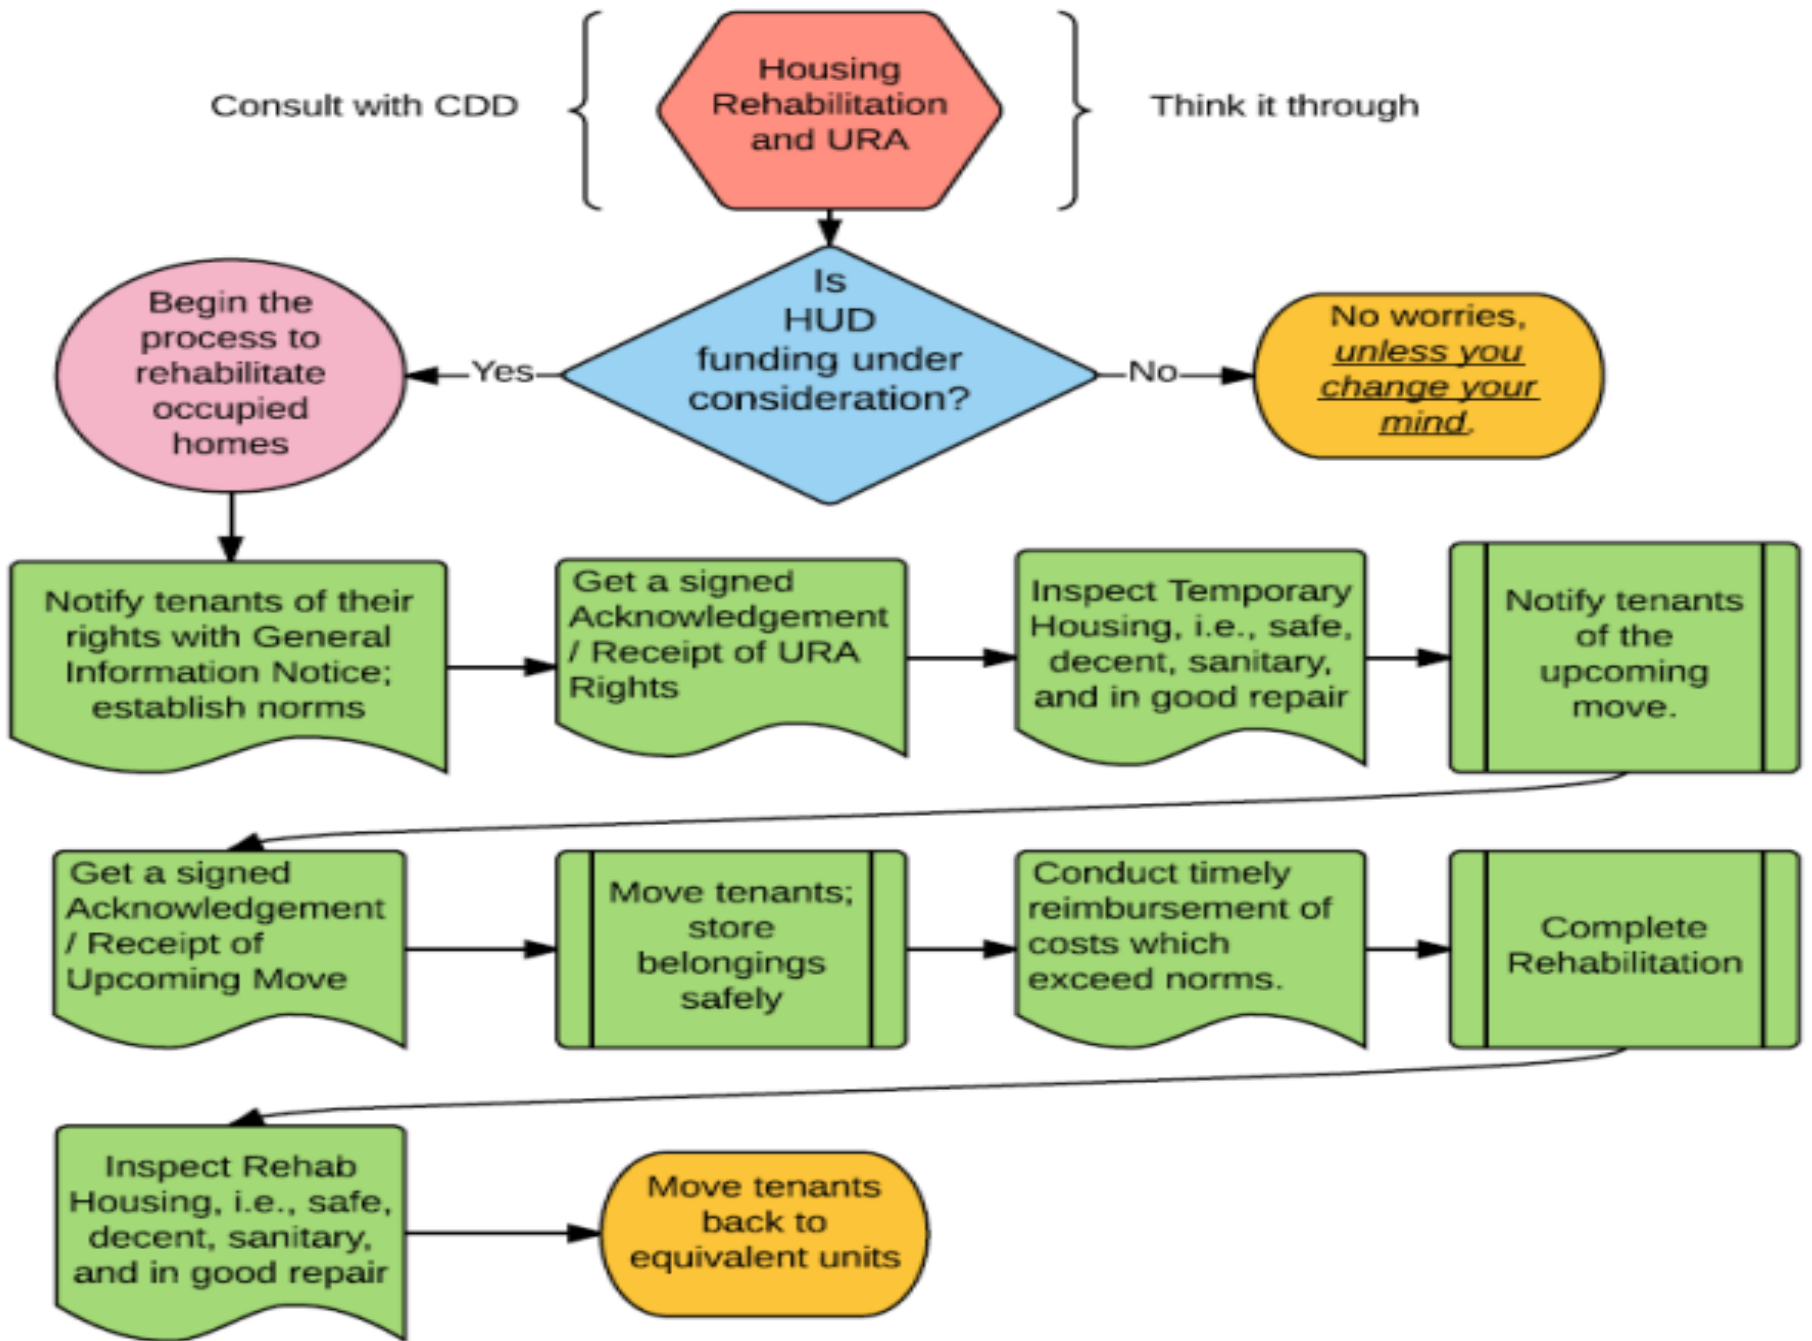 Consult with CDD
Housing
Rehabilitation
and URA
Think it through
Is
HUD
funding under
consideration?
Yes
No
Begin the
process to
rehabilitate
occupied
homes
No worries,
unless you
change your
mind.
Notify tenants of their
rights with General
Information Notice;
establish norms
Get a signed
Acknowledgement
/ Receipt of URA
Rights
Inspect Temporary
Housing, i.e., safe,
decent, sanitary,
and in good repair
Notify tenants
of the
upcoming
move.
Get a signed
Acknowledgement
/ Receipt of
Upcoming Move
Move tenants;
store
belongings
safely
Conduct timely
reimbursement of
costs which
exceed norms.
Complete
Rehabilitation
Inspect Rehab
Housing, i.e., safe,
decent, sanitary,
and in good repair
Move tenants
back to
equivalent units